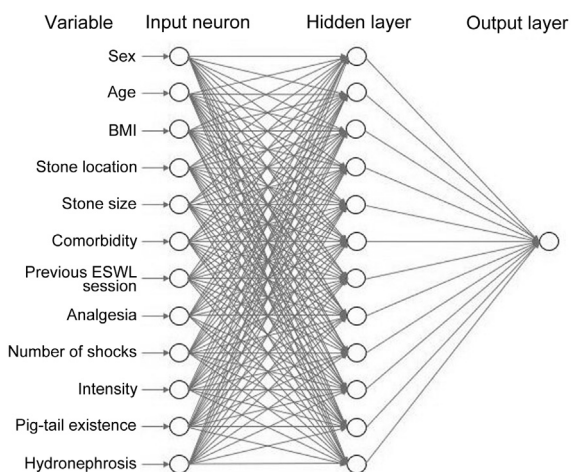 Variable Input neuron Hidden layer Output layer
Sex
Age
BMI
Stone location
Stone size
Comorbidity
Previous ESWL
session
Analgesia
Number of shocks
Intensity
Pig-tail existence
Hydronephrosis